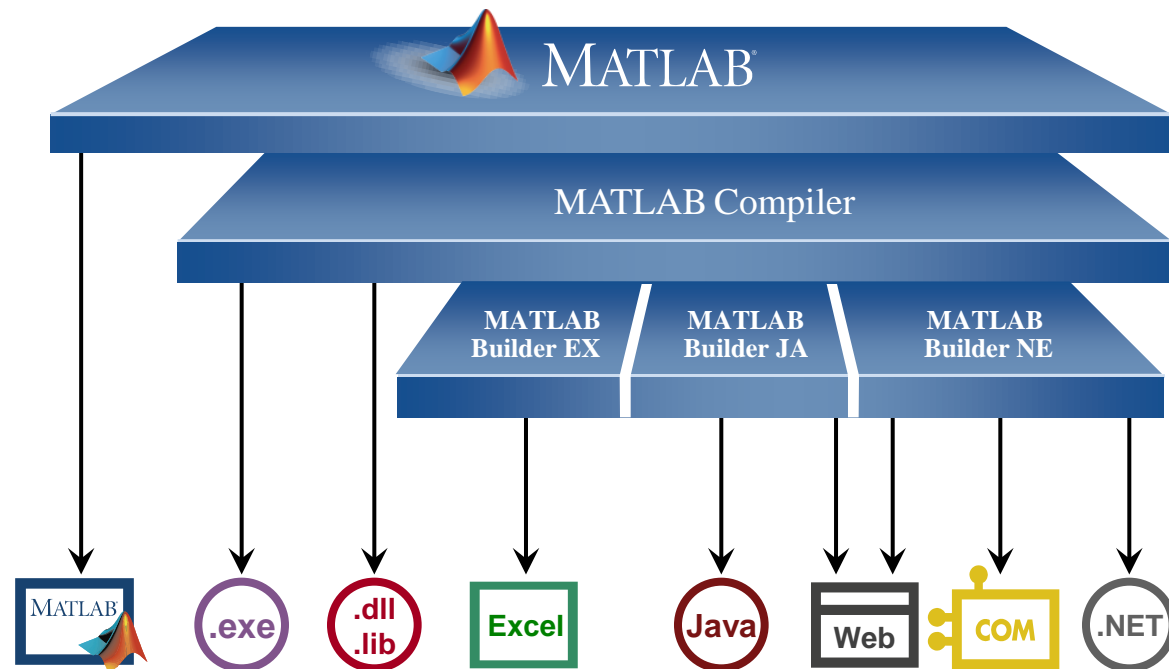 MATLAB®
MATLAB Compiler
MATLAB
Builder EX
MATLAB
Builder JA
MATLAB
Builder NE
MATLAB®
.exe
.dll
.lib
Excel
Java
Web
COM
.NET